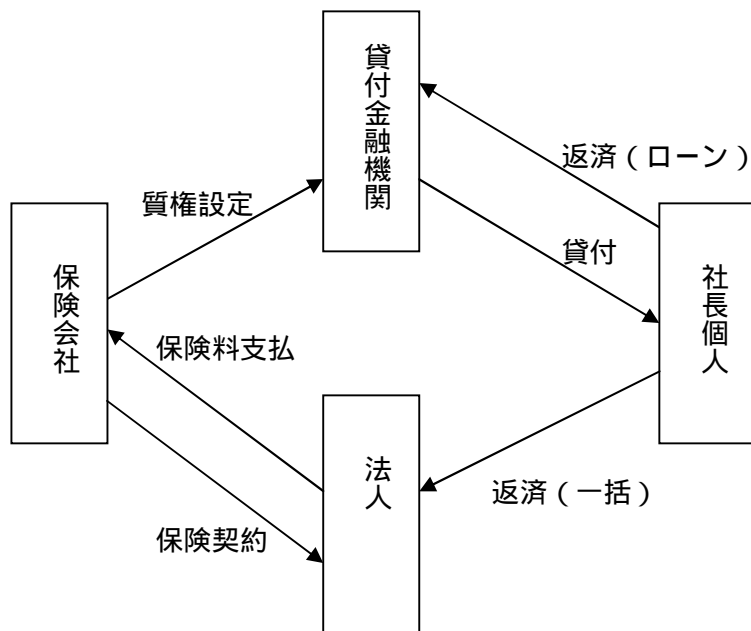 貸付金融機関
返済（ローン）
質権設定
貸付
保険会社
社長個人
保険料支払
法人
返済（一括）
保険契約